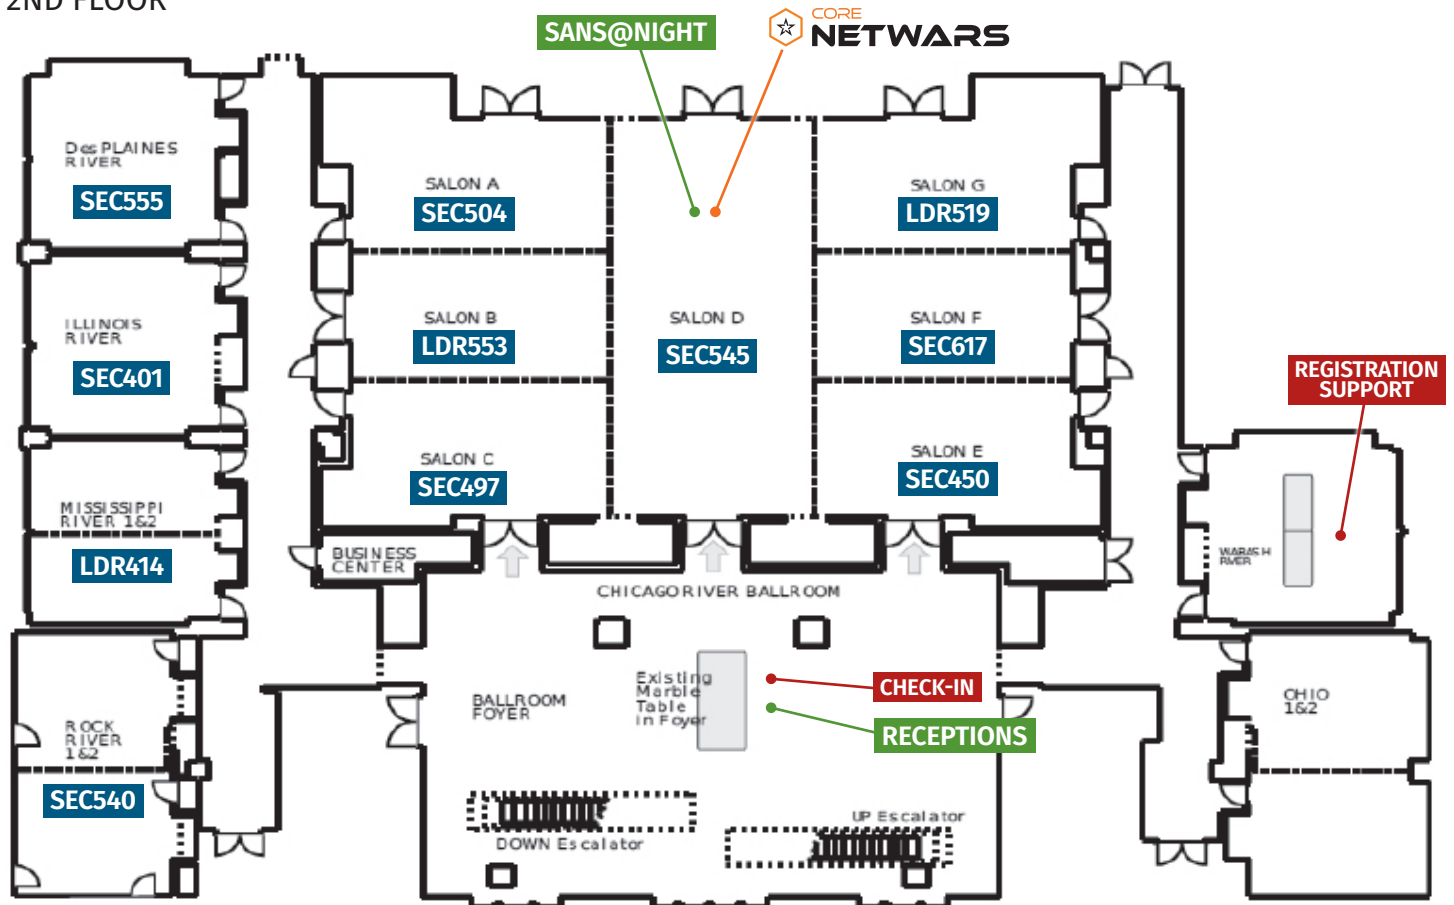 2ND FLOOR
SANS@NIGHT
CORE
NETWARS
DesPLAINES
RIVER
SEC555
SALON A
SEC504
SALON G
LDR519
ILLINOIS
RIVER
SEC401
SALON B
LDR553
SALON D
SEC545
SALON F
SEC617
REGISTRATION
SUPPORT
SALON C
SEC497
SALON E
SEC450
MISSISSIPPI
RIVER 1&2
LDR414
BUSINESS
CENTER
WABASH
RIVER
CHICAGO RIVER BALLROOM
Existing
Marble
Table
in Foyer
CHECK-IN
RECEPTIONS
BALLROOM
FOYER
OHIO
1&2
ROCK
RIVER
1&2
SEC540
DOWN Escalator
UP Escalator